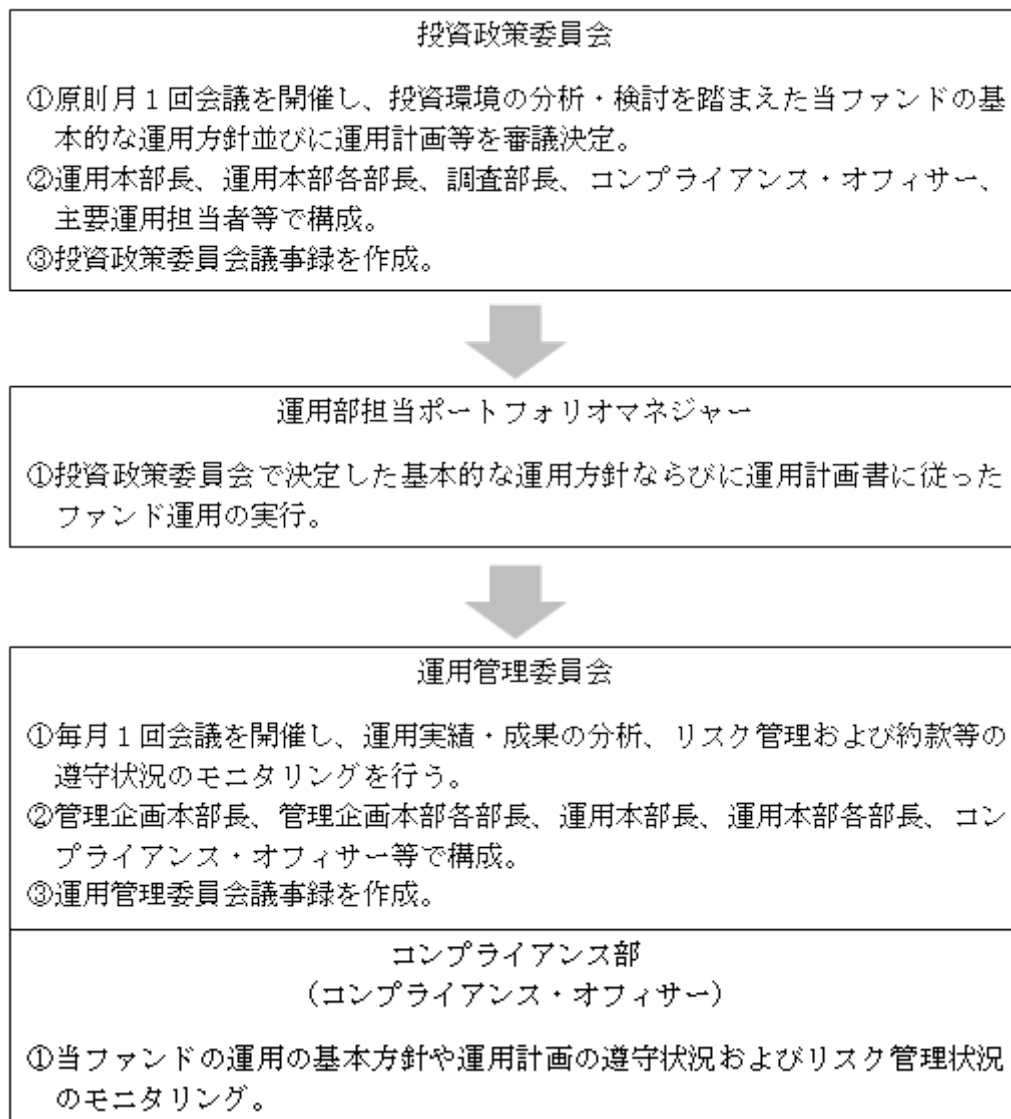 投資政策委員会
①原則月1回会議を開催し、投資環境の分析・検討を踏まえた当ファンドの基
本的な運用方針並びに運用計画等を審議決定。
②運用本部長、運用本部各部長、調査部長、コンプライアンス・オフィサー、
主要運用担当者等で構成。
③投資政策委員会議事録を作成。
運用部担当ポートフォリオマネジャー
①投資政策委員会で決定した基本的な運用方針ならびに運用計画書に従った
ファンド運用の実行。
運用管理委員会
①毎月1回会議を開催し、運用実績・成果の分析、リスク管理および約款等の
遵守状況のモニタリングを行う。
②管理企画本部長、管理企画本部各部長、運用本部長、運用本部各部長、コン
プライアンス・オフィサー等で構成。
③運用管理委員会議事録を作成。
コンプライアンス部
(コンプライアンス・オフィサー)
①当ファンドの運用の基本方針や運用計画の遵守状況およびリスク管理状況
のモニタリング。